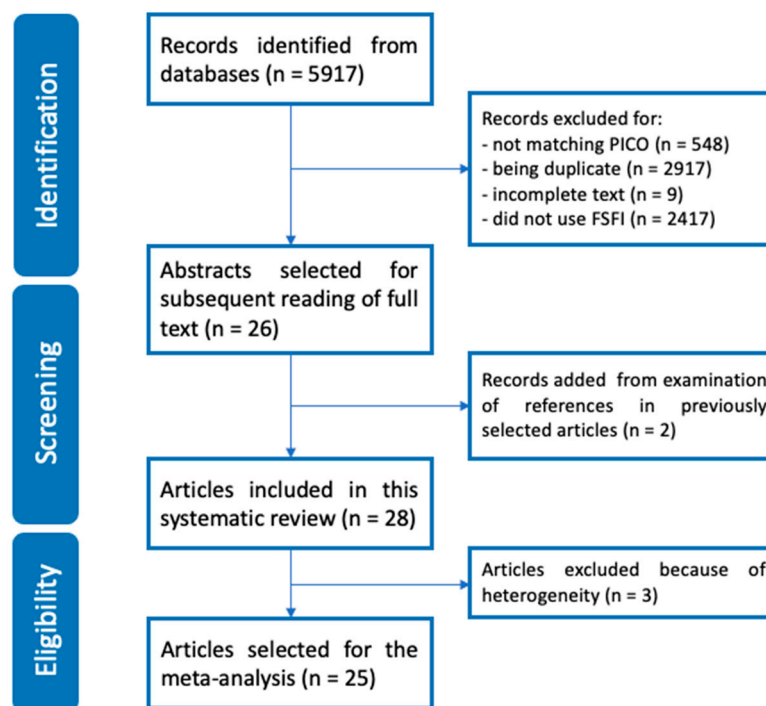 Identification
Records identified from
databases (n = 5917)
Records excluded for:
- not matching PICO (n = 548)
- being duplicate (n = 2917)
- incomplete text (n = 9)
- did not use FSFI (n = 2417)
Abstracts selected for
subsequent reading of full
text (n = 26)
Screening
Records added from examination
of references in previously
selected articles (n = 2)
Articles included in this
systematic review (n = 28)
Eligibility
Articles excluded because of
heterogeneity (n = 3)
Articles selected for the
meta-analysis (n = 25)